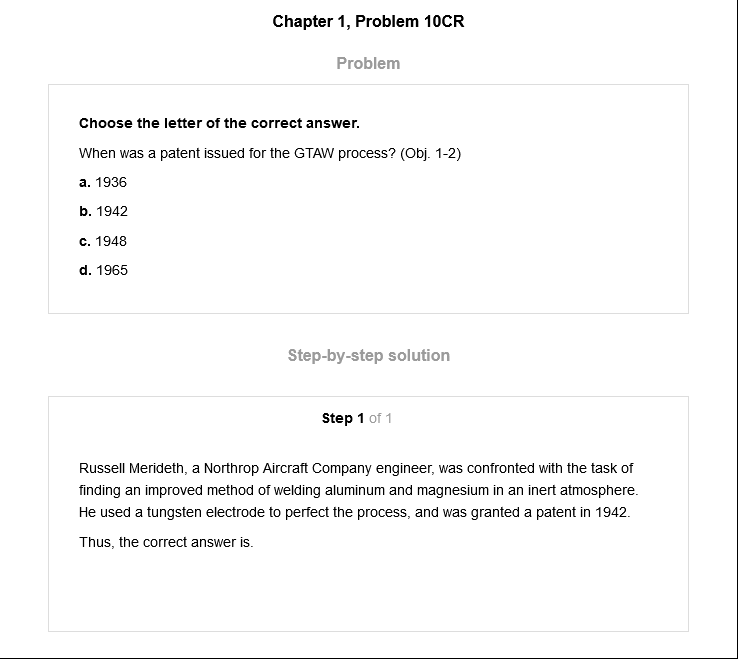 Chapter 1, Problem 10CR
Problem
Choose the letter of the correct answer.
When was a patent issued for the GTAW process? (Obj. 1-2)
a. 1936
b. 1942
c. 1948
d. 1965
Step-by-step solution
Step 1 of 1
Russell Merideth, a Northrop Aircraft Company engineer, was confronted with the task of
finding an improved method of welding aluminum and magnesium in an inert atmosphere.
He used a tungsten electrode to perfect the process, and was granted a patent in 1942.
Thus, the correct answer is.